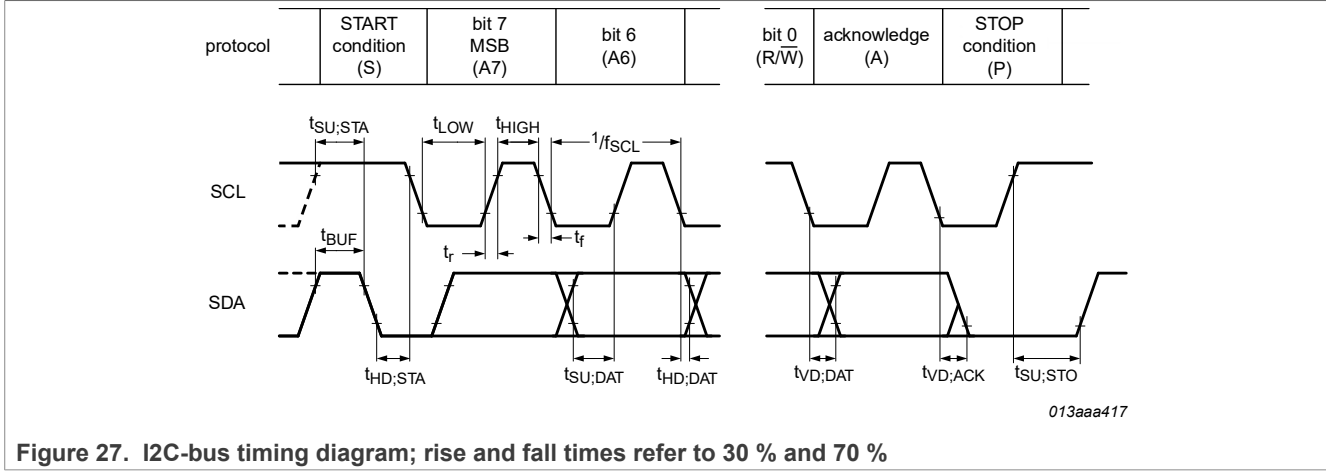 protocol
START
condition
(S)
bit 7
MSB
(A7)
bit 6
(A6)
bit 0
(R/W̅)
acknowledge
(A)
STOP
condition
(P)
tSU;STA
tLOW
tHIGH
1/fSCL
SCL
tBUF
tr
tf
SDA
tHD;STA
tSU;DAT
tHD;DAT
tVD;DAT
tVD;ACK
tSU;STO
013aaa417
Figure 27. I2C-bus timing diagram; rise and fall times refer to 30 % and 70 %